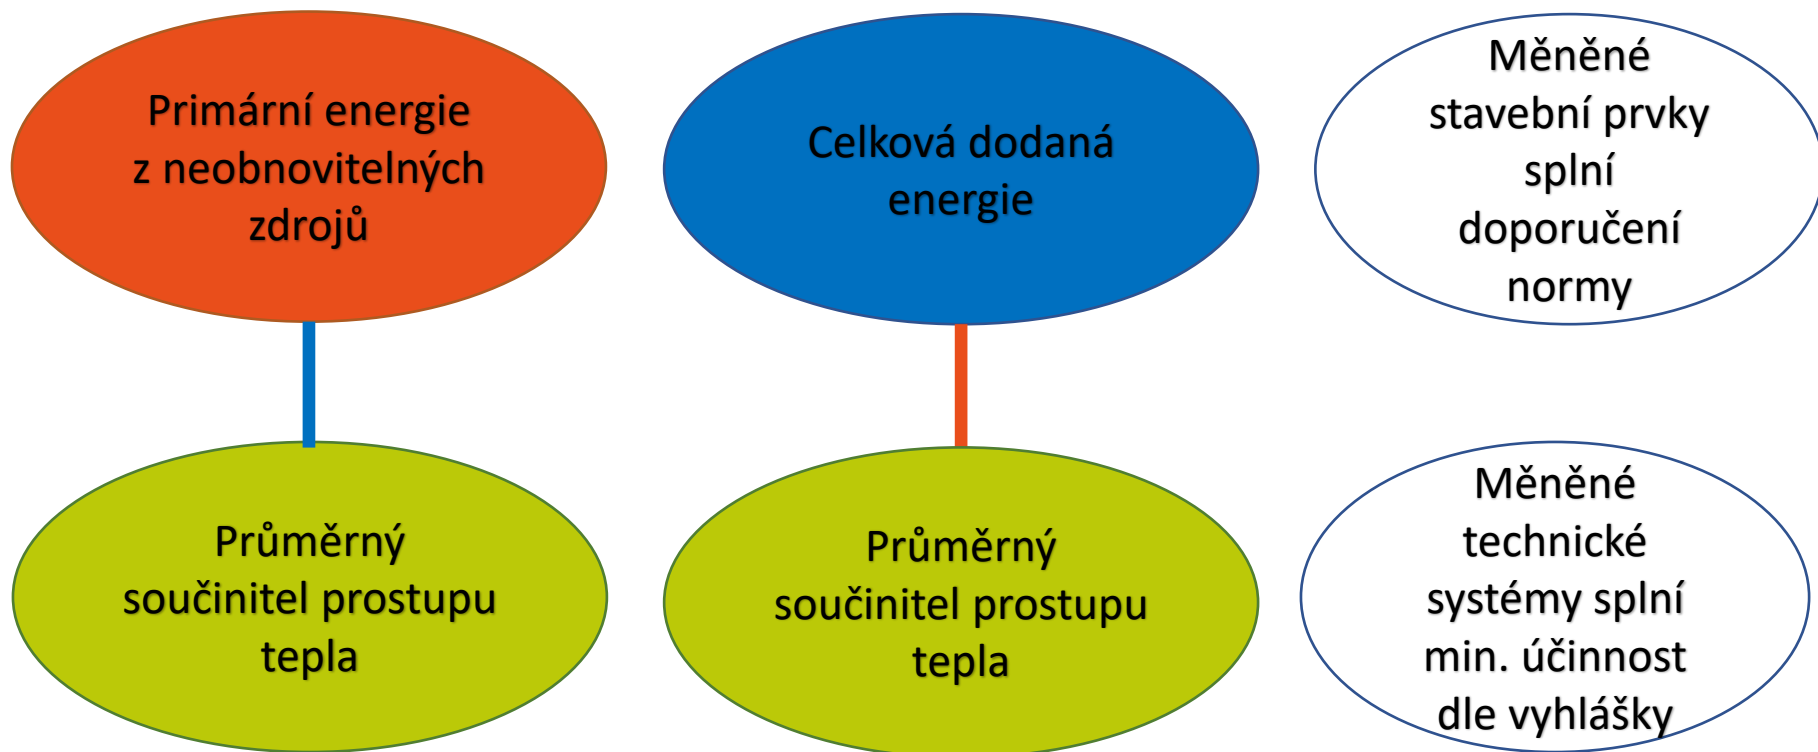 Primární energie
z neobnovitelných
zdrojů
Celková dodaná
energie
Měněné
stavební prvky
splní
doporučení
normy
Průměrný
součinitel prostupu
tepla
Průměrný
součinitel prostupu
tepla
Měněné
technické
systémy splní
min. účinnost
dle vyhlášky